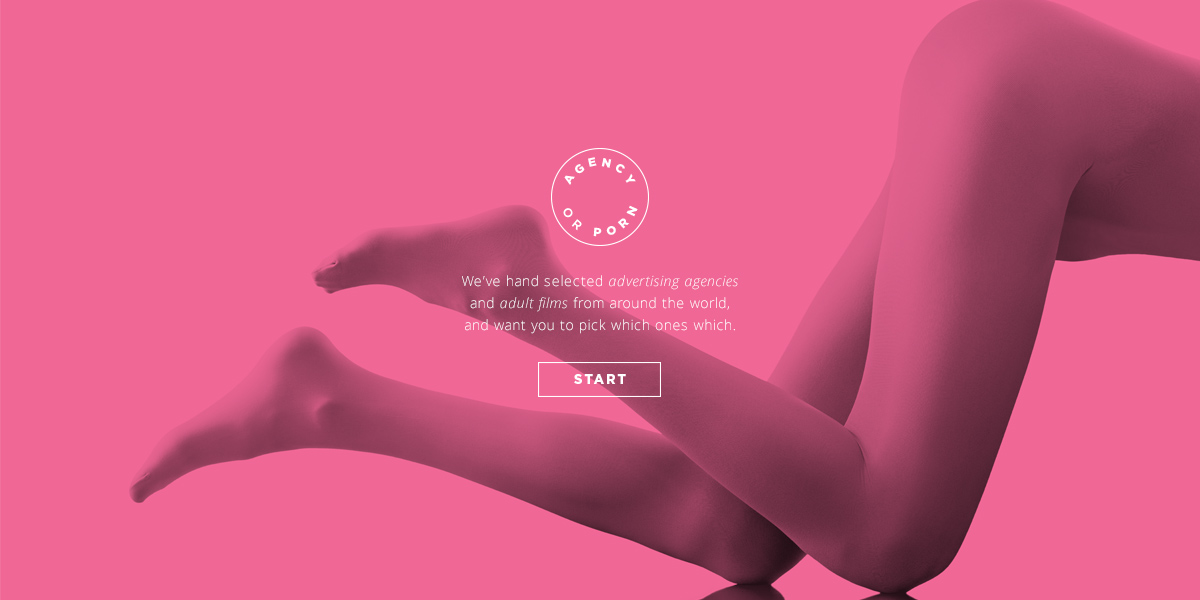 AGENCY
OR PORN
We've hand selected advertising agencies
and adult films from around the world,
and want you to pick which ones which.
START